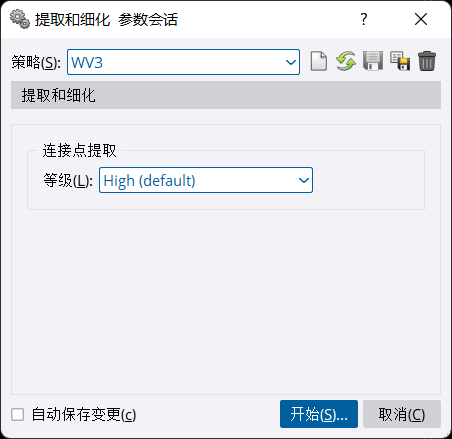 提取和细化 参数会话
策略(S): WV3
提取和细化
连接点提取
等级(L): High (default)
自动保存变更(c) 开始(S)... 取消(C)